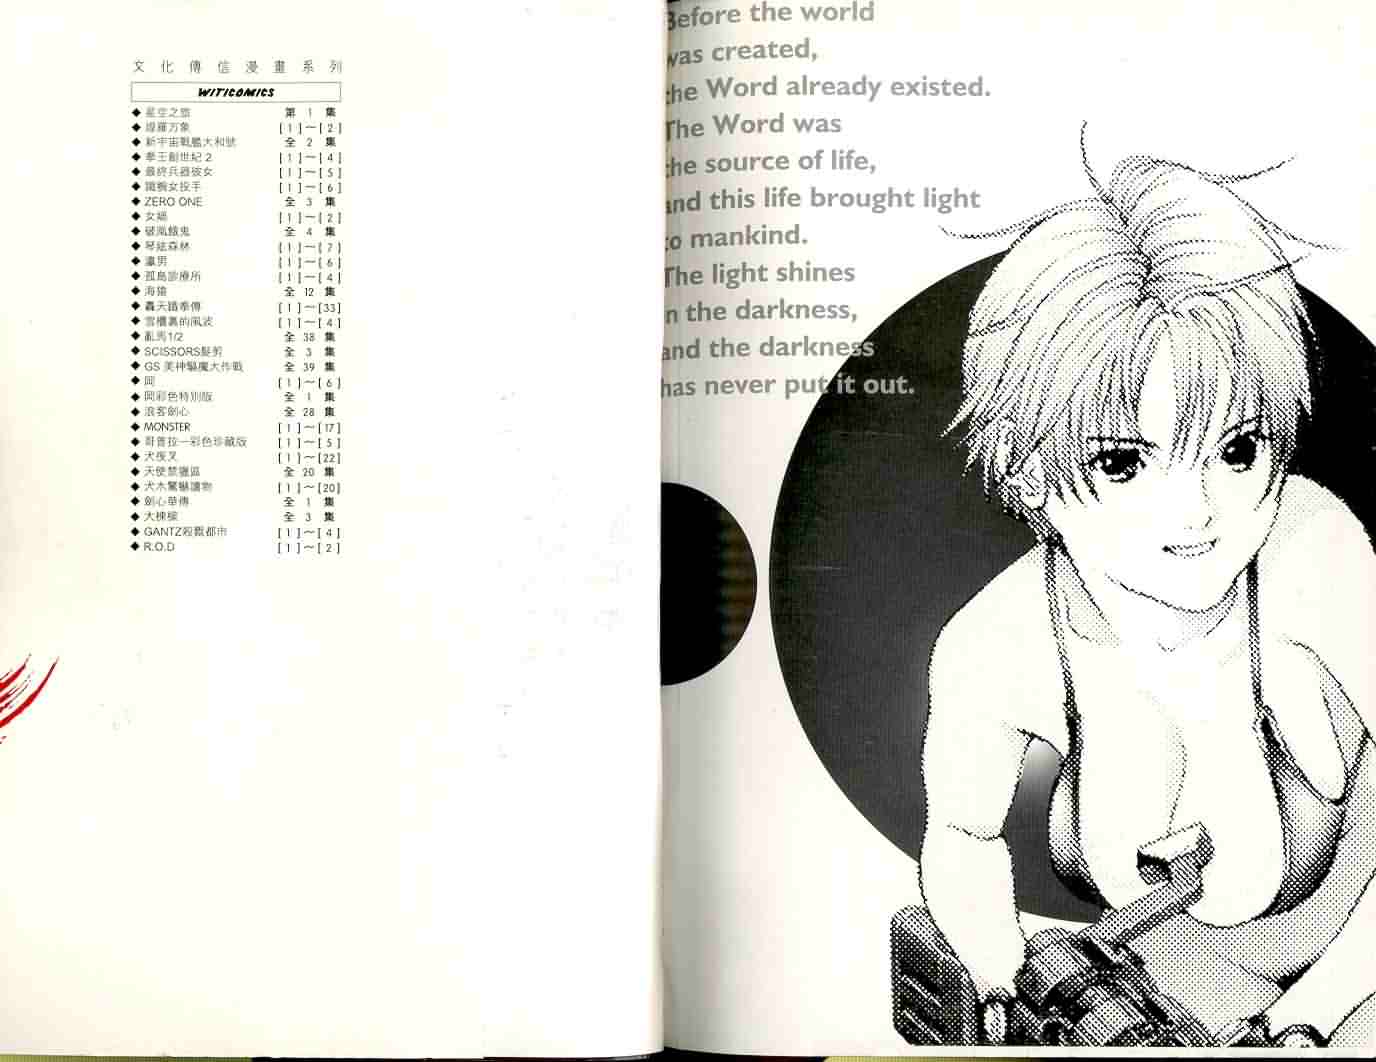 文化傳信漫畫系列
WITICOMICS
◆ 星空之旅 第 1 集
◆ 燈羅万象 [ 1 ]～[ 2 ]
◆ 新宇宙戰艦大和號 全 2 集
◆ 拳王創世紀 2 [ 1 ]～[ 4 ]
◆ 最終兵器彼女 [ 1 ]～[ 5 ]
◆ 鐵腕女投手 [ 1 ]～[ 6 ]
◆ ZERO ONE 全 3 集
◆ 女媧 [ 1 ]～[ 2 ]
◆ 破風餓鬼 全 4 集
◆ 琴絃森林 [ 1 ]～[ 7 ]
◆ 瀛男 [ 1 ]～[ 6 ]
◆ 孤島診療所 [ 1 ]～[ 4 ]
◆ 海猿 全 12 集
◆ 轟天鐵拳傳 [ 1 ]～[33]
◆ 雪櫃裏的風波 [ 1 ]～[ 4 ]
◆ 亂馬1/2 全 38 集
◆ SCISSORS髮剪 全 3 集
◆ GS 美神驅魔大作戰 全 39 集
◆ 岡 [ 1 ]～[ 6 ]
◆ 岡彩色特別版 全 1 集
◆ 浪客劍心 全 28 集
◆ MONSTER [ 1 ]～[17]
◆ 哥普拉－彩色珍藏版 [ 1 ]～[ 5 ]
◆ 犬夜叉 [ 1 ]～[22]
◆ 天使禁獵區 全 20 集
◆ 犬木驚嚇讀物 [ 1 ]～[20]
◆ 劍心華傳 全 1 集
◆ 大棟樑 全 3 集
◆ GANTZ殺戮都市 [ 1 ]～[ 4 ]
◆ R.O.D [ 1 ]～[ 2 ]
Before the world
was created,
the Word already existed.
The Word was
the source of life,
and this life brought light
to mankind.
The light shines
in the darkness,
and the darkness
has never put it out.